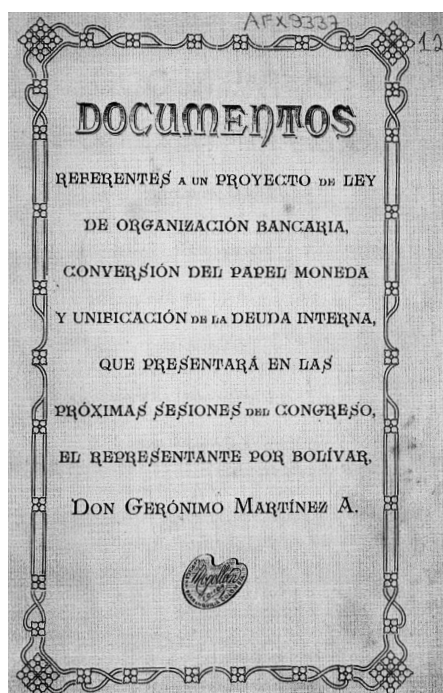 AFX9337
12
DOCUMENTOS
REFERENTES A UN PROYECTO DE LEY
DE ORGANIZACIÓN BANCARIA,
CONVERSIÓN DEL PAPEL MONEDA
Y UNIFICACIÓN DE LA DEUDA INTERNA,
QUE PRESENTARÁ EN LAS
PRÓXIMAS SESIONES DEL CONGRESO,
EL REPRESENTANTE POR BOLÍVAR,
DON GERÓNIMO MARTÍNEZ A.
Mogollón